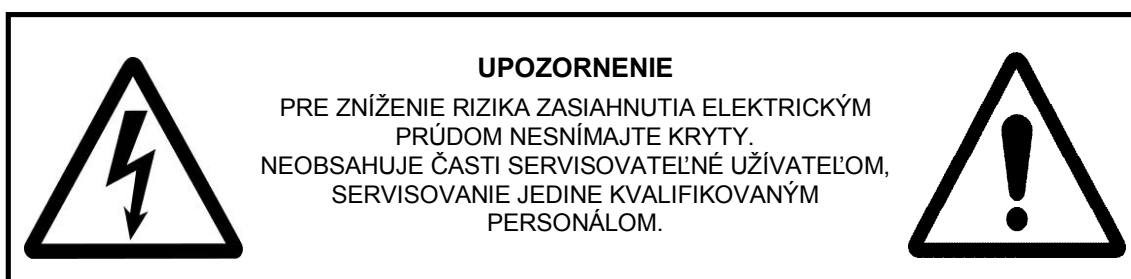 UPOZORNENIE
PRE ZNÍŽENIE RIZIKA ZASIAHNUTIA ELEKTRICKÝM
PRÚDOM NESNÍMAJTE KRYTY.
NEOBSAHUJE ČASTI SERVISOVATEĽNÉ UŽÍVATEĽOM,
SERVISOVANIE JEDINE KVALIFIKOVANÝM
PERSONÁLOM.